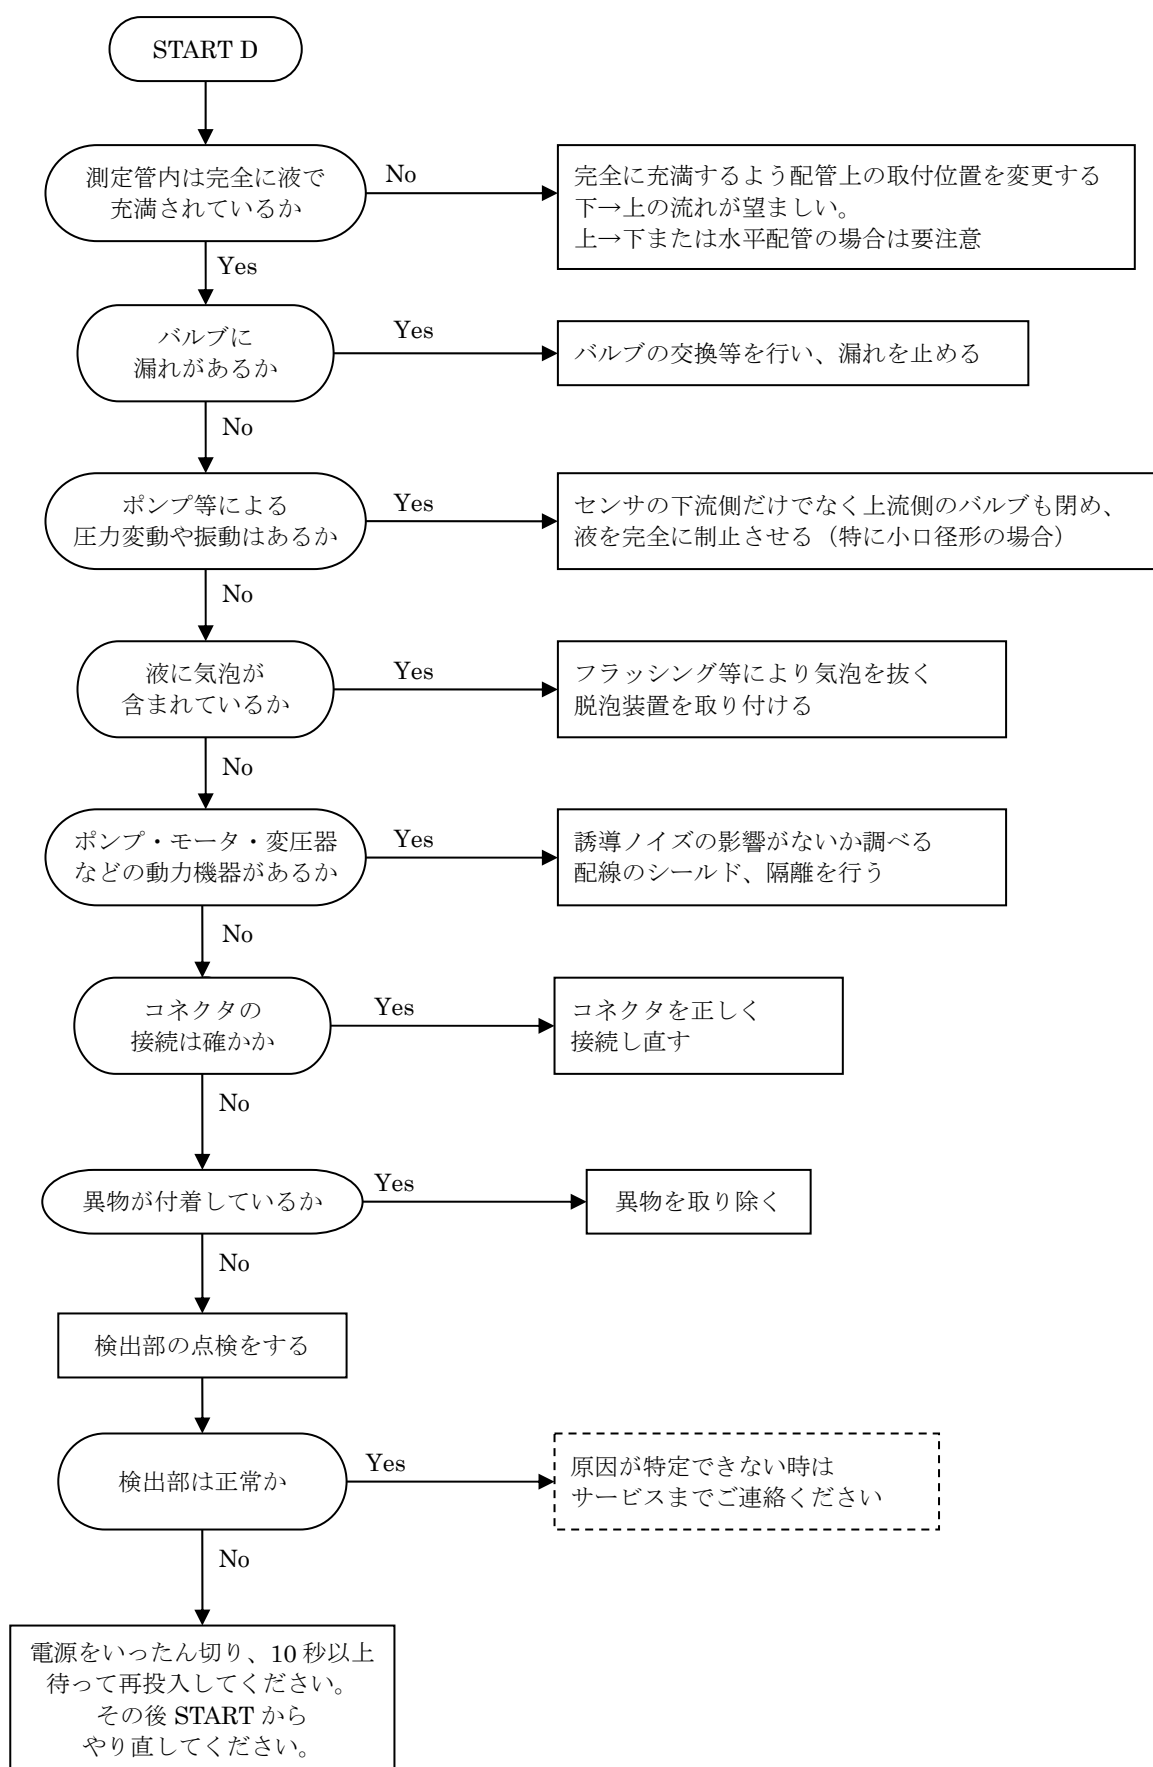 START D
測定管内は完全に液で
充満されているか
No
完全に充満するよう配管上の取付位置を変更する
下→上の流れが望ましい。
上→下または水平配管の場合は要注意
Yes
バルブに
漏れがあるか
Yes
バルブの交換等を行い、漏れを止める
No
ポンプ等による
圧力変動や振動はあるか
Yes
センサの下流側だけでなく上流側のバルブも閉め、
液を完全に制止させる（特に小口径形の場合）
No
液に気泡が
含まれているか
Yes
フラッシング等により気泡を抜く
脱泡装置を取り付ける
No
ポンプ・モータ・変圧器
などの動力機器があるか
Yes
誘導ノイズの影響がないか調べる
配線のシールド、隔離を行う
No
コネクタの
接続は確かか
Yes
コネクタを正しく
接続し直す
No
異物が付着しているか
Yes
異物を取り除く
No
検出部の点検をする
検出部は正常か
Yes
原因が特定できない時は
サービスまでご連絡ください
No
電源をいったん切り、10 秒以上
待って再投入してください。
その後 START から
やり直してください。